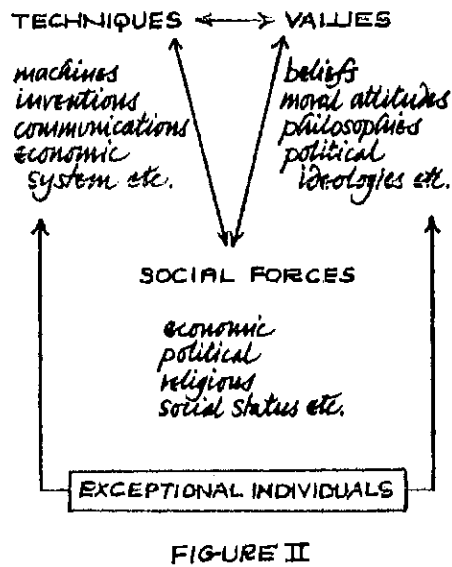 TECHNIQUES VALUES
machines
inventions
communications
economic
system etc.
beliefs
moral attitudes
philosophies
political
ideologies etc.
SOCIAL FORCES
economic
political
religious
social status etc.
EXCEPTIONAL INDIVIDUALS
FIGURE II